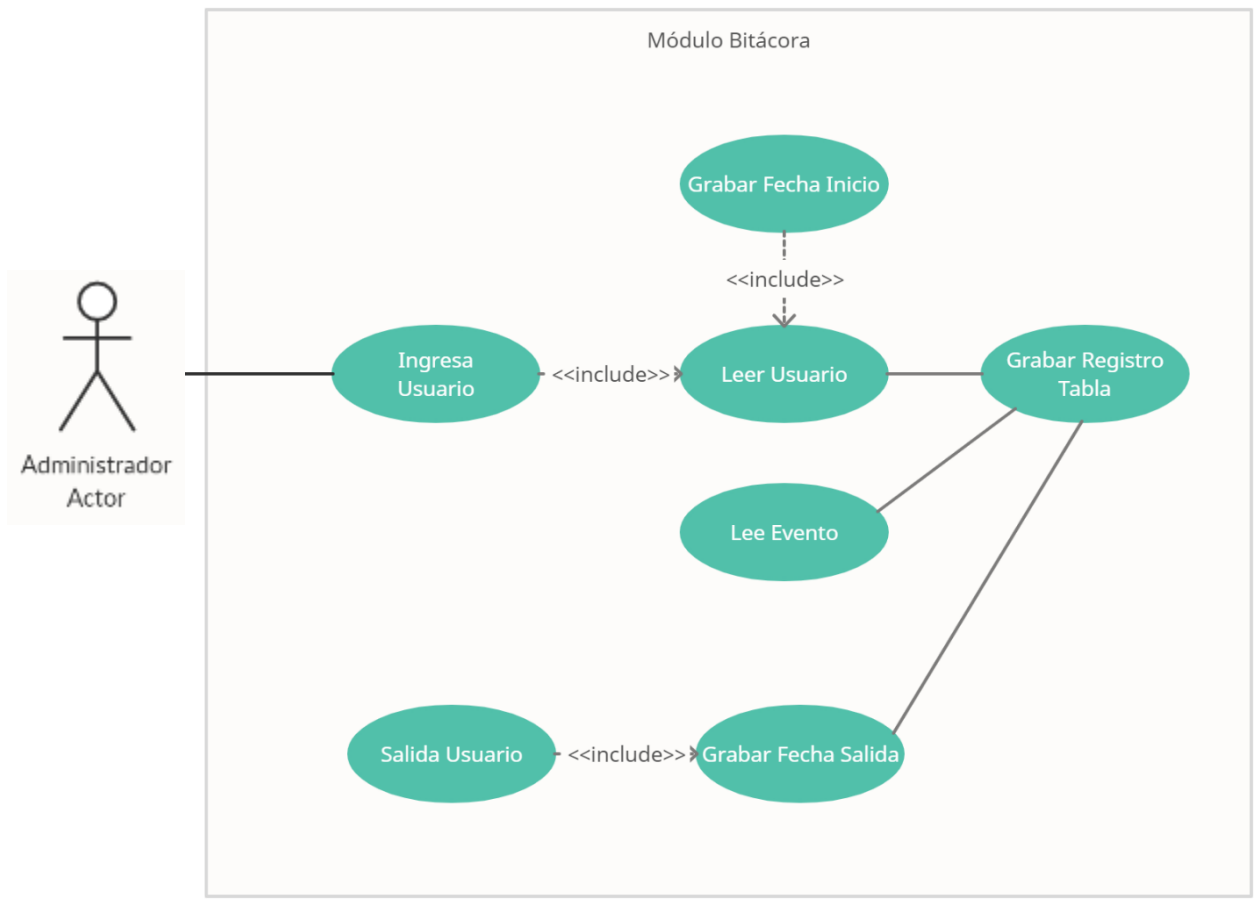 Módulo Bitácora
Grabar Fecha Inicio
<<include>>
Administrador
Actor
Ingresa
Usuario
<<include>>
Leer Usuario
Grabar Registro
Tabla
Lee Evento
Salida Usuario
<<include>>
Grabar Fecha Salida